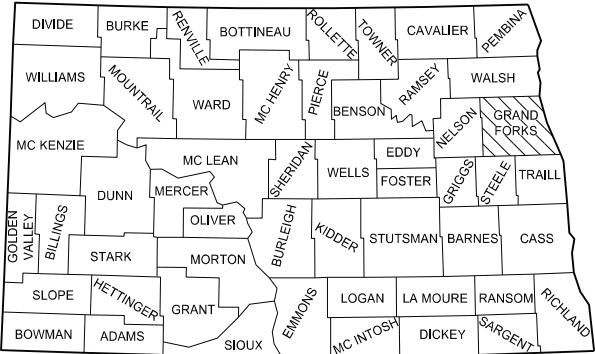 DIVIDE
BURKE
RENVILLE
BOTTINEAU
ROLLETTE
TOWNER
CAVALIER
PEMBINA
WILLIAMS
MOUNTRAIL
WARD
MC HENRY
PIERCE
BENSON
RAMSEY
WALSH
NELSON
GRAND
FORKS
MC KENZIE
MC LEAN
SHERIDAN
WELLS
EDDY
FOSTER
GRIGGS
STEELE
TRAILL
DUNN
MERCER
OLIVER
BURLEIGH
KIDDER
STUTSMAN
BARNES
CASS
GOLDEN
VALLEY
BILLINGS
STARK
MORTON
SLOPE
HETTINGER
GRANT
EMMONS
LOGAN
LA MOURE
RANSOM
RICHLAND
BOWMAN
ADAMS
SIOUX
MC INTOSH
DICKEY
SARGENT